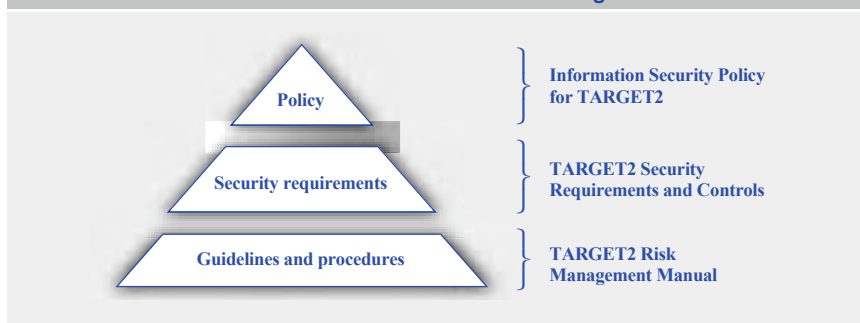 Policy
Information Security Policy
for TARGET2
Security requirements
TARGET2 Security
Requirements and Controls
Guidelines and procedures
TARGET2 Risk
Management Manual